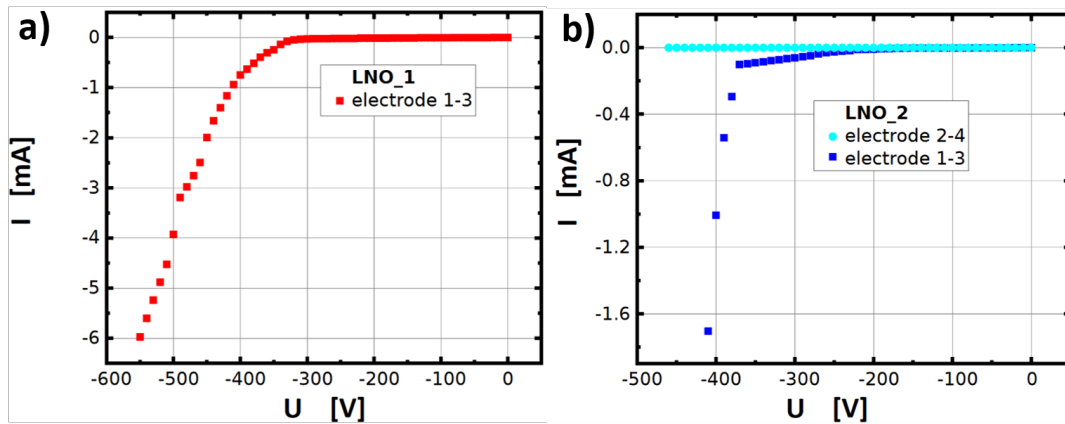 a)
0
-1
-2
-3
-4
-5
-6
I [mA]
LNO_1
electrode 1-3
-600 -500 -400 -300 -200 -100 0
U [V]
b)
0.0
-0.4
-0.8
-1.2
-1.6
I [mA]
LNO_2
electrode 2-4
electrode 1-3
-500 -400 -300 -200 -100 0
U [V]